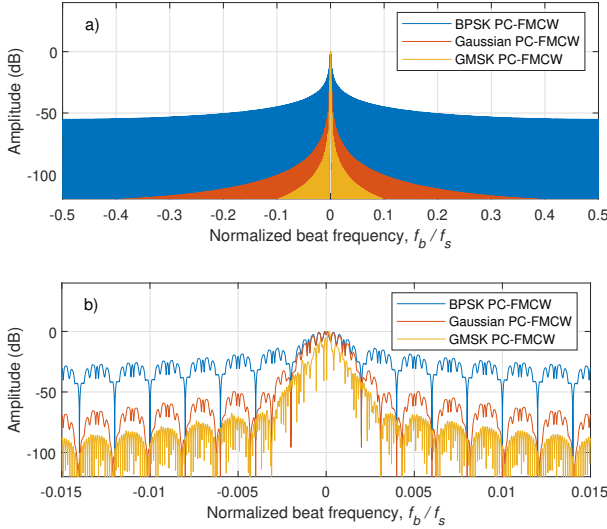 a)
BPSK PC-FMCW
Gaussian PC-FMCW
GMSK PC-FMCW
Amplitude (dB)
0
-50
-100
-0.5 -0.4 -0.3 -0.2 -0.1 0 0.1 0.2 0.3 0.4 0.5
Normalized beat frequency, f_b / f_s
b)
BPSK PC-FMCW
Gaussian PC-FMCW
GMSK PC-FMCW
Amplitude (dB)
0
-50
-100
-0.015 -0.01 -0.005 0 0.005 0.01 0.015
Normalized beat frequency, f_b / f_s